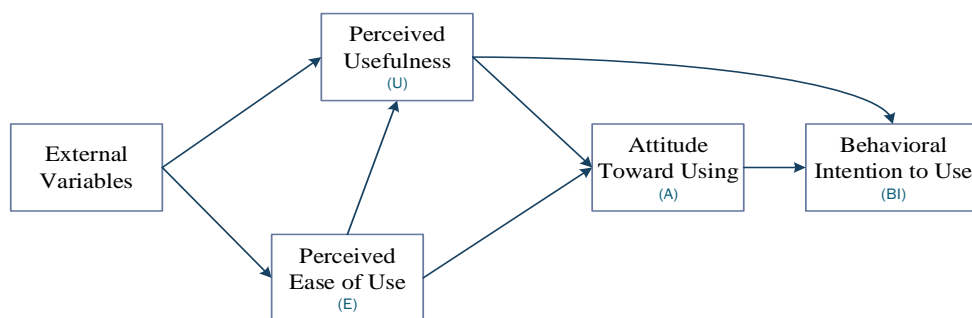 Perceived
Usefulness
(U)
External
Variables
Perceived
Ease of Use
(E)
Attitude
Toward Using
(A)
Behavioral
Intention to Use
(BI)